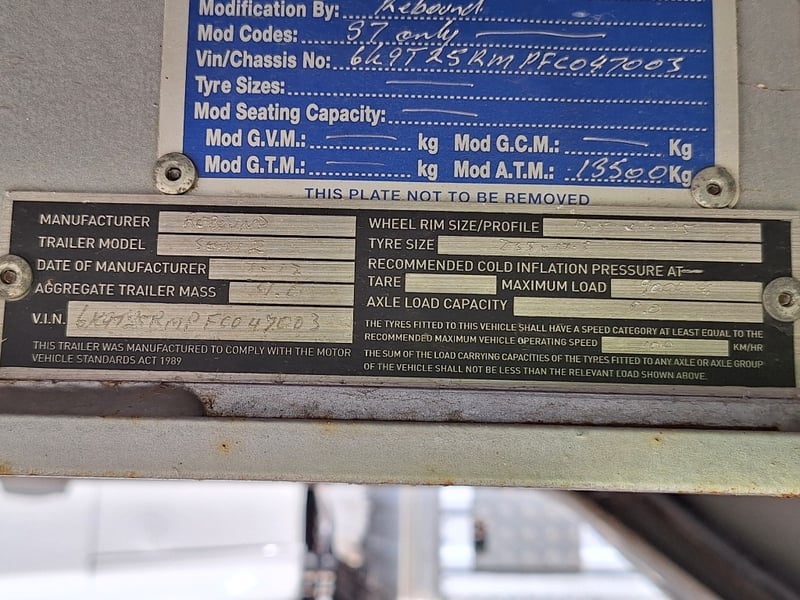 Modification By: Rebound
Mod Codes: S7 only
Vin/Chassis No: 6K9T25RMPFC047003
Tyre Sizes:
Mod Seating Capacity:
Mod G.V.M.: kg Mod G.C.M.: Kg
Mod G.T.M.: kg Mod A.T.M.: 13500 Kg
THIS PLATE NOT TO BE REMOVED
MANUFACTURER REBOUND
TRAILER MODEL
DATE OF MANUFACTURER
AGGREGATE TRAILER MASS
V.I.N. 6K9T25RMPFC047003
THIS TRAILER WAS MANUFACTURED TO COMPLY WITH THE MOTOR
VEHICLE STANDARDS ACT 1989
WHEEL RIM SIZE/PROFILE
TYRE SIZE
RECOMMENDED COLD INFLATION PRESSURE AT
TARE MAXIMUM LOAD
AXLE LOAD CAPACITY
THE TYRES FITTED TO THIS VEHICLE SHALL HAVE A SPEED CATEGORY AT LEAST EQUAL TO THE
RECOMMENDED MAXIMUM VEHICLE OPERATING SPEED KM/HR
THE SUM OF THE LOAD CARRYING CAPACITIES OF THE TYRES FITTED TO ANY AXLE OR AXLE GROUP
OF THE VEHICLE SHALL NOT BE LESS THAN THE RELEVANT LOAD SHOWN ABOVE.